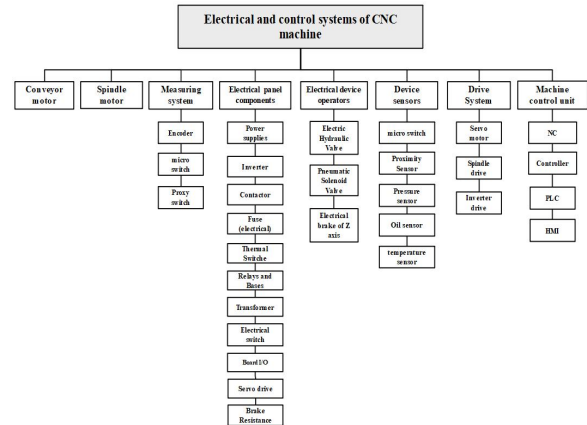 Electrical and control systems of CNC
machine
Conveyor
motor
Spindle
motor
Measuring
system
Electrical panel
components
Electrical device
operators
Device
sensors
Drive
System
Machine
control unit
Encoder
micro
switch
Proxy
switch
Power
supplies
Inverter
Contactor
Fuse
(electrical)
Thermal
Switche
Relays and
Bases
Transformer
Electrical
switch
Board I/O
Servo drive
Brake
Resistance
Electric
Hydraulic
Valve
Pneumatic
Solenoid
Valve
Electrical
brake of Z
axis
micro switch
Proximity
Sensor
Pressure
sensor
Oil sensor
temperature
sensor
Servo
motor
Spindle
drive
Inverter
drive
NC
Controller
PLC
HMI